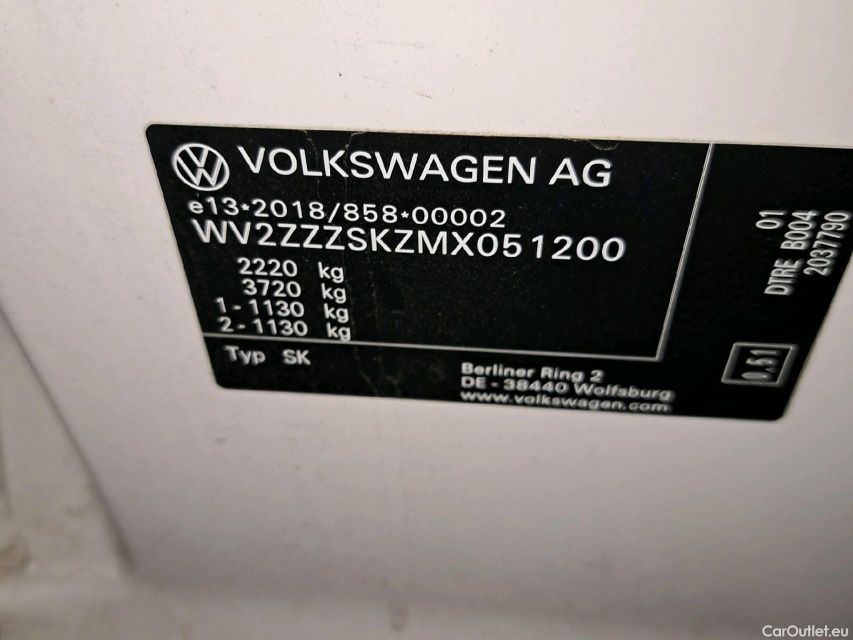 VOLKSWAGEN AG
e13*2018/858*00002
WV2ZZZSKZMX051200
2220 kg
3720 kg
1 - 1130 kg
2 - 1130 kg
Typ SK
Berliner Ring 2
DE - 38440 Wolfsburg
www.volkswagen.com
01
DTRE B004
2037790
0.51
CarOutlet.eu